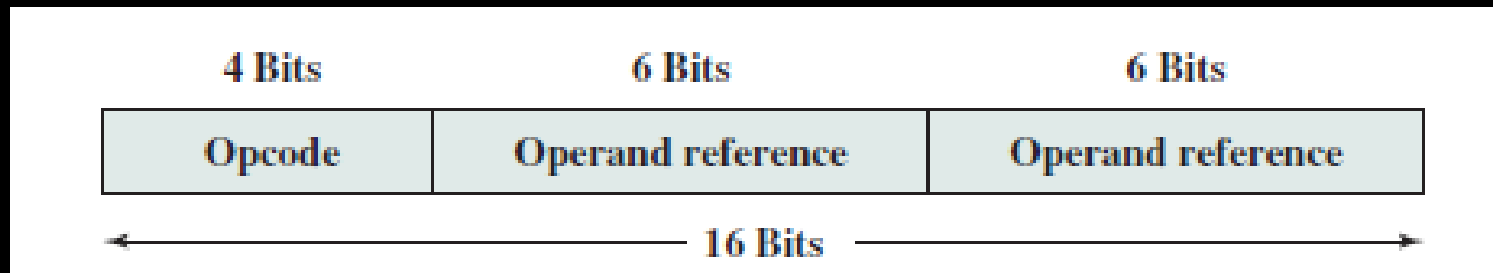 4 Bits 6 Bits 6 Bits
Opcode Operand reference Operand reference
16 Bits